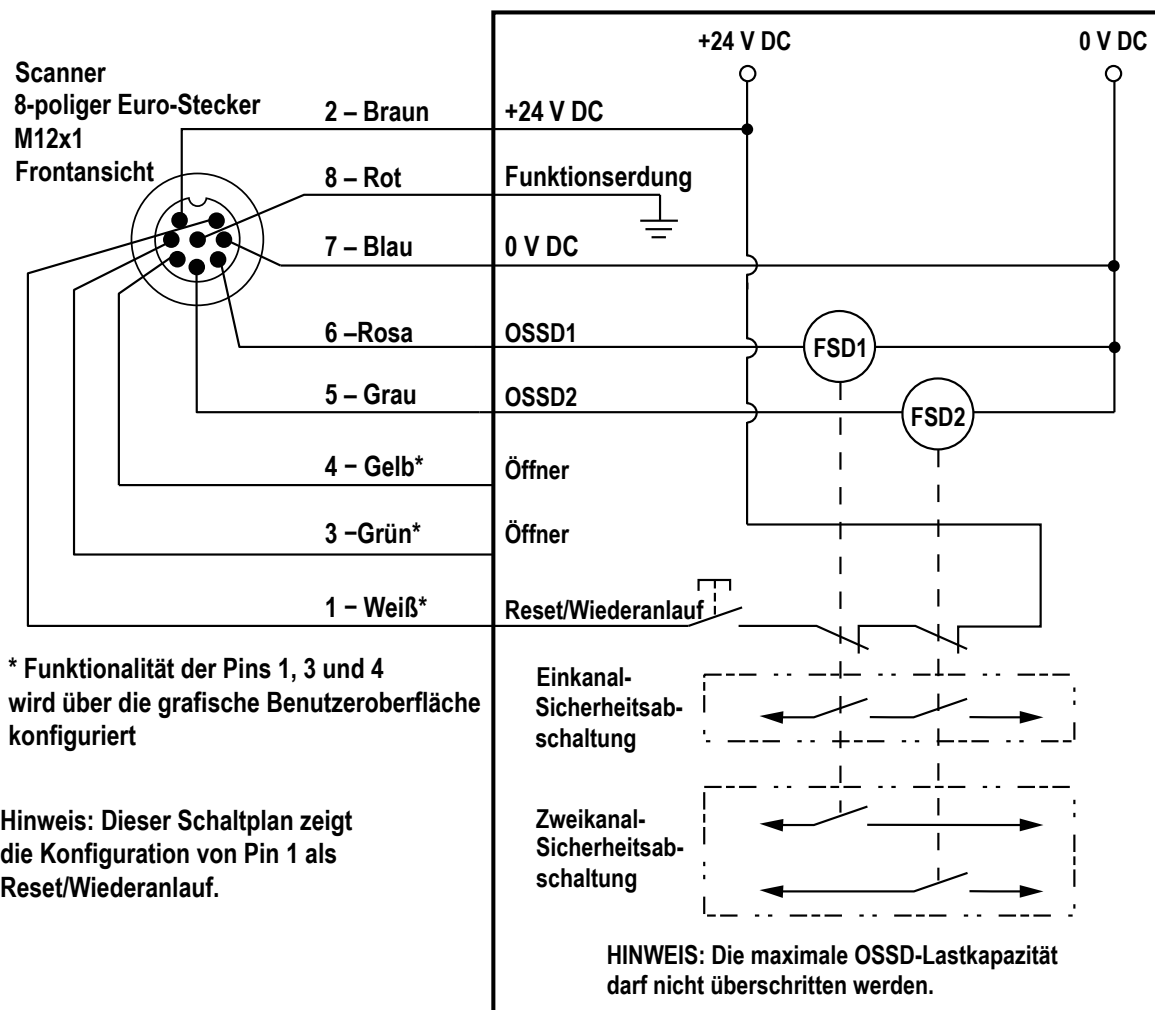 +24 V DC
0 V DC
Scanner
8-poliger Euro-Stecker
M12x1
Frontansicht
2 – Braun
+24 V DC
8 – Rot
Funktionserdung
7 – Blau
0 V DC
6 –Rosa
OSSD1
FSD1
5 – Grau
OSSD2
FSD2
4 − Gelb*
Öffner
3 −Grün*
Öffner
1 − Weiß*
Reset/Wiederanlauf
* Funktionalität der Pins 1, 3 und 4
wird über die grafische Benutzeroberfläche
konfiguriert
Einkanal-
Sicherheitsab-
schaltung
Hinweis: Dieser Schaltplan zeigt
die Konfiguration von Pin 1 als
Reset/Wiederanlauf.
Zweikanal-
Sicherheitsab-
schaltung
HINWEIS: Die maximale OSSD-Lastkapazität
darf nicht überschritten werden.